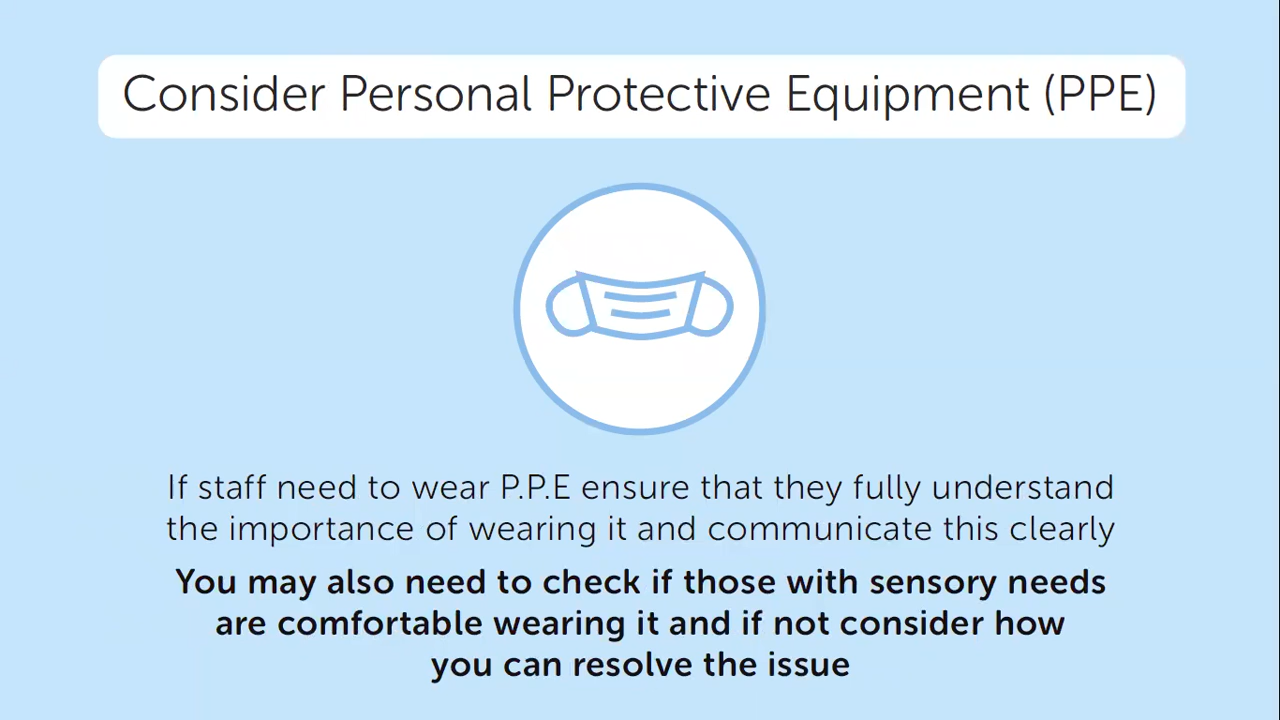 Consider Personal Protective Equipment (PPE)
If staff need to wear P.P.E ensure that they fully understand
the importance of wearing it and communicate this clearly
You may also need to check if those with sensory needs
are comfortable wearing it and if not consider how
you can resolve the issue